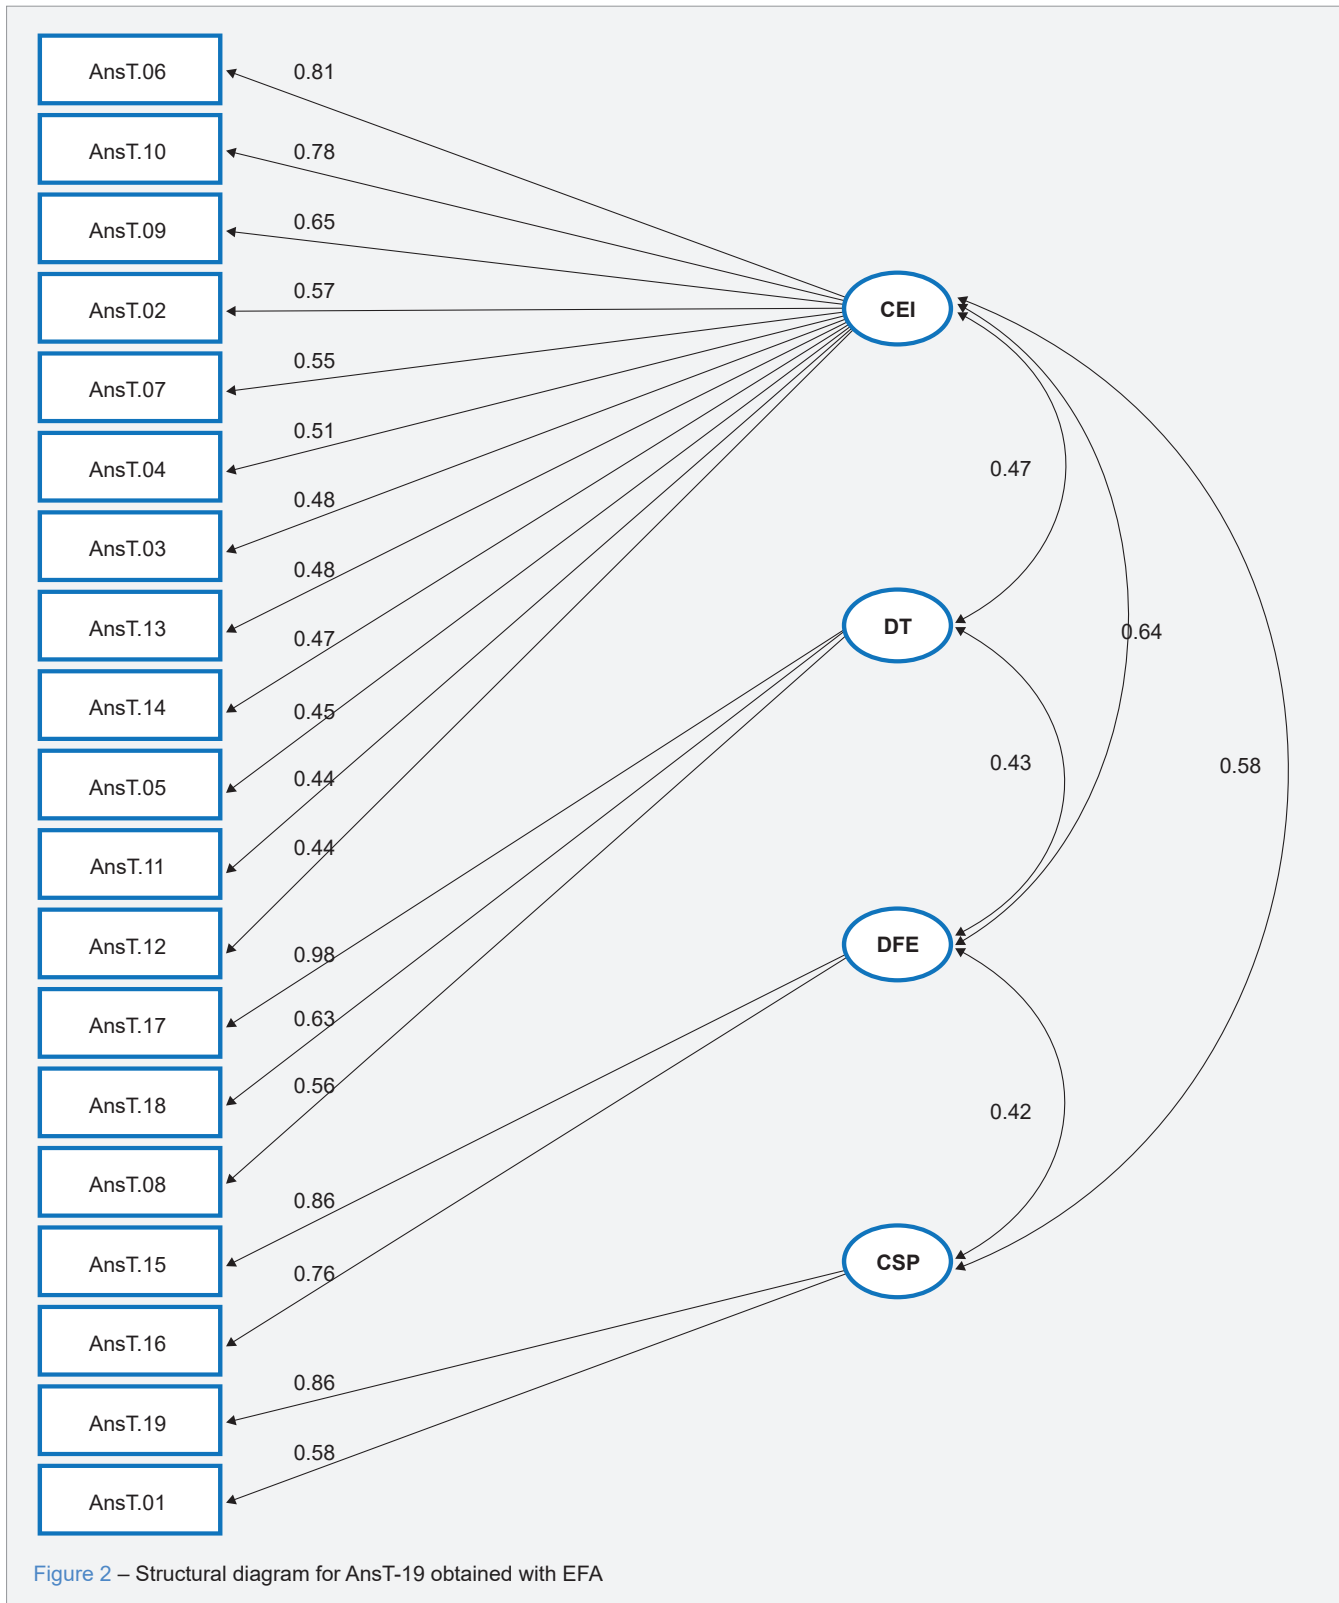 AnsT.06
0.81
AnsT.10
0.78
AnsT.09
0.65
AnsT.02
0.57
AnsT.07
0.55
AnsT.04
0.51
AnsT.03
0.48
AnsT.13
0.48
AnsT.14
0.47
AnsT.05
0.45
AnsT.11
0.44
AnsT.12
0.44
AnsT.17
0.98
AnsT.18
0.63
AnsT.08
0.56
AnsT.15
0.86
AnsT.16
0.76
AnsT.19
0.86
AnsT.01
0.58
CEI
0.47
DT
0.64
0.43
0.58
DFE
0.42
CSP
Figure 2 – Structural diagram for AnsT-19 obtained with EFA